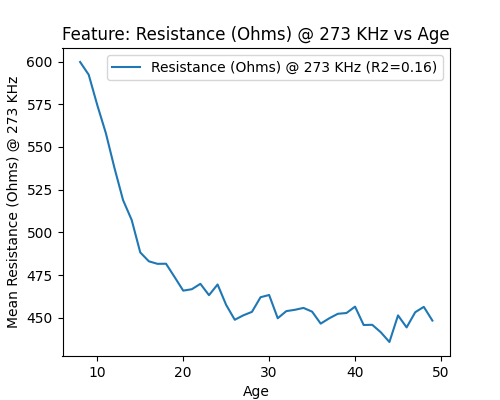 Feature: Resistance (Ohms) @ 273 KHz vs Age
Resistance (Ohms) @ 273 KHz (R2=0.16)
Mean Resistance (Ohms) @ 273 KHz
600
575
550
525
500
475
450
10 20 30 40 50
Age